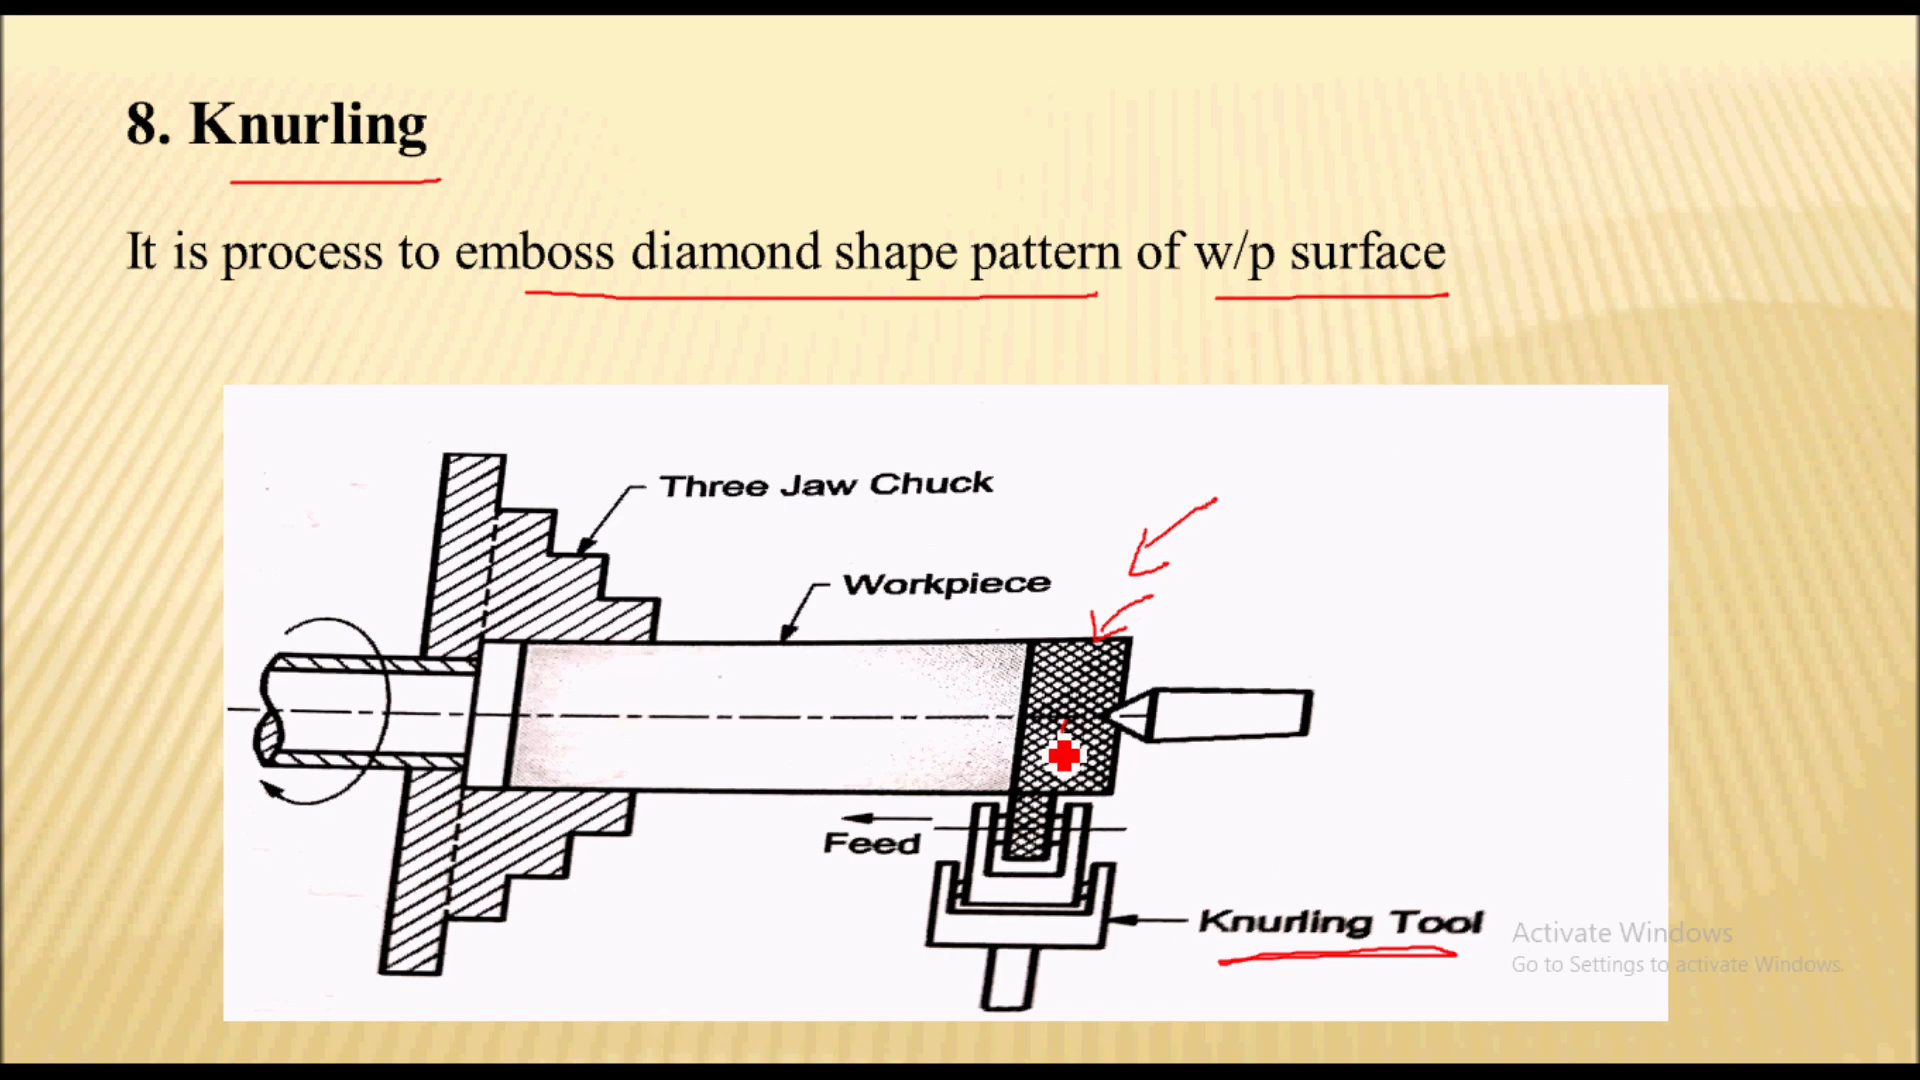 8. Knurling
It is process to emboss diamond shape pattern of w/p surface
Three Jaw Chuck
Workpiece
Feed
Knurling Tool
Activate Windows
Go to Settings to activate Windows.